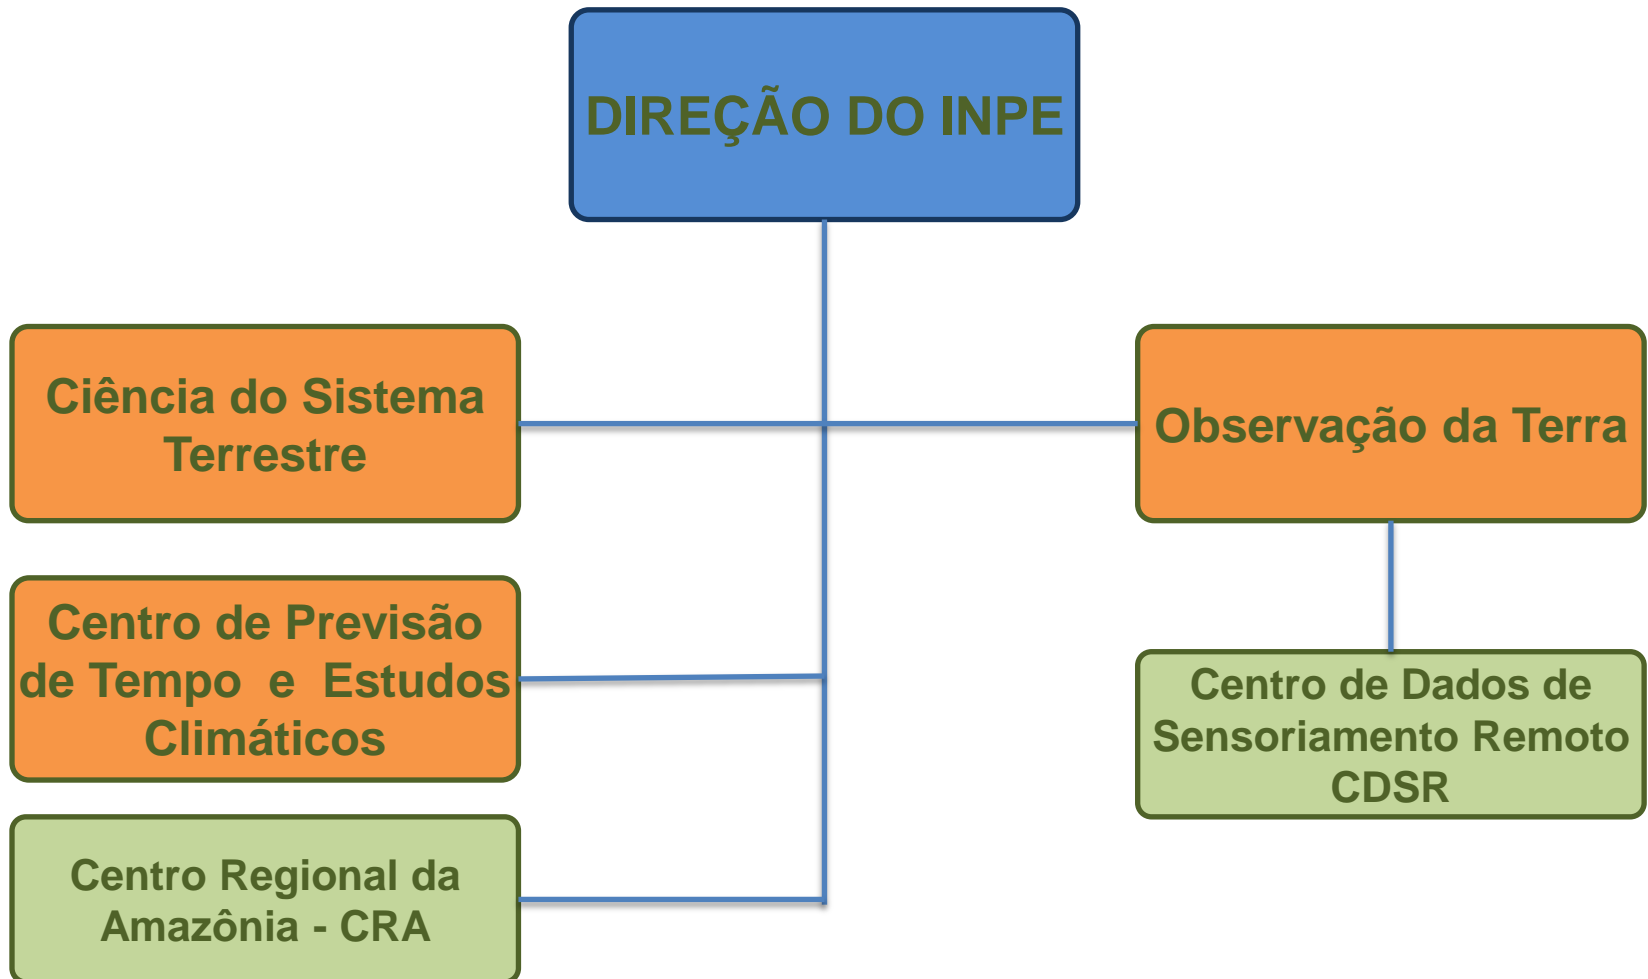 DIREÇÃO DO INPE
Ciência do Sistema
Terrestre
Observação da Terra
Centro de Previsão
de Tempo e Estudos
Climáticos
Centro de Dados de
Sensoriamento Remoto
CDSR
Centro Regional da
Amazônia - CRA